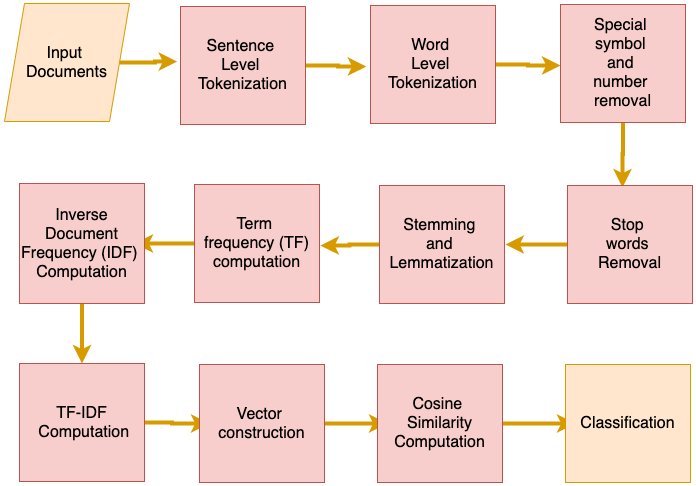 Input
Documents
Sentence
Level
Tokenization
Word
Level
Tokenization
Special
symbol
and
number
removal
Inverse
Document
Frequency (IDF)
Computation
Term
frequency (TF)
computation
Stemming
and
Lemmatization
Stop
words
Removal
TF-IDF
Computation
Vector
construction
Cosine
Similarity
Computation
Classification